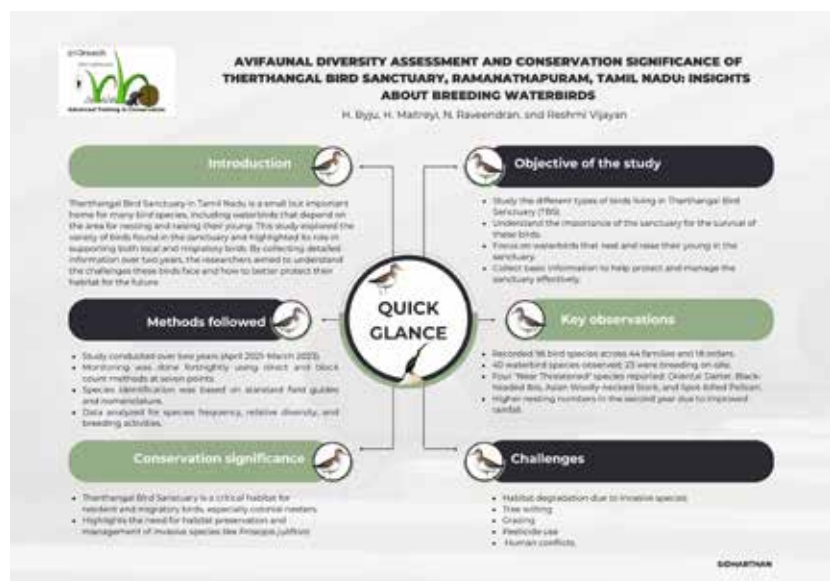 AVIFAUNAL DIVERSITY ASSESSMENT AND CONSERVATION SIGNIFICANCE OF
THERTHANGAL BIRD SANCTUARY, RAMANATHAPURAM, TAMIL NADU: INSIGHTS
ABOUT BREEDING WATERBIRDS
H. Byju, H. Maitreyi, N. Raveendran, and Reshmi Vijayan
Introduction
Therthangal Bird Sanctuary in Tamil Nadu is a small but important
home for many bird species, including waterbirds that depend on
the area for nesting and raising their young. This study explored the
variety of birds found in the sanctuary and highlighted its role in
supporting both local and migratory birds. By collecting detailed
information over two years, the researchers aimed to understand
the challenges these birds face and how to better protect their
habitat for the future.
Objective of the study
Study the different types of birds living in Therthangal Bird
Sanctuary (TBS).
Understand the importance of the sanctuary for the survival of
these birds.
Focus on waterbirds that nest and raise their young in the
sanctuary.
Collect basic information to help protect and manage the
sanctuary effectively.
QUICK
GLANCE
Methods followed
Study conducted over two years (April 2021–March 2023).
Monitoring was done fortnightly using direct and block
count methods at seven points.
Species identification was based on standard field guides
and nomenclature.
Data analyzed for species frequency, relative diversity, and
breeding activities.
Key observations
Recorded 96 bird species across 44 families and 18 orders.
40 waterbird species observed; 23 were breeding on-site.
Four "Near Threatened" species reported: Oriental Darter, Black-
headed Ibis, Asian Woolly-necked Stork, and Spot-billed Pelican.
Higher nesting numbers in the second year due to improved
rainfall.
Conservation significance
Therthangal Bird Sanctuary is a critical habitat for
resident and migratory birds, especially colonial nesters.
Highlights the need for habitat preservation and
management of invasive species like Prosopis juliflora
Challenges
Habitat degradation due to invasive species
Tree wilting
Grazing
Pesticide use
Human conflicts.
SIDHARTHAN